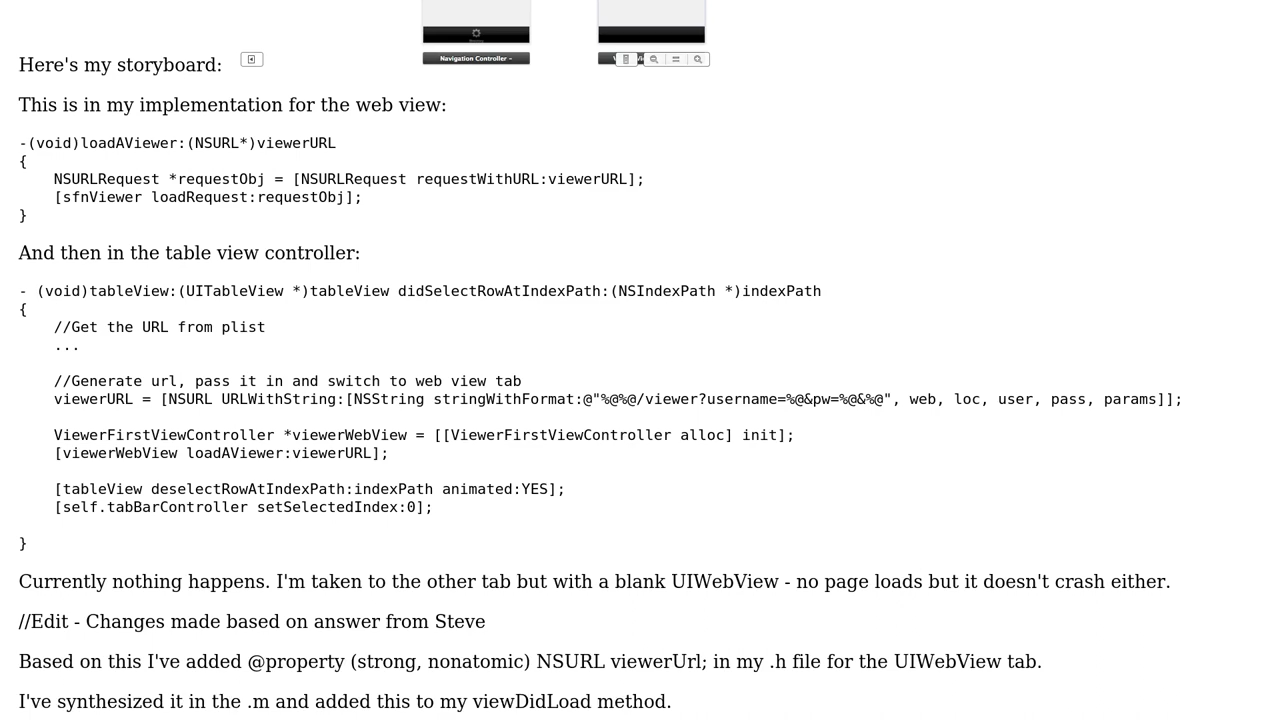 Navigation Controller –
Here's my storyboard:
This is in my implementation for the web view:
-(void)loadAViewer:(NSURL*)viewerURL
{
    NSURLRequest *requestObj = [NSURLRequest requestWithURL:viewerURL];
    [sfnViewer loadRequest:requestObj];
}
And then in the table view controller:
- (void)tableView:(UITableView *)tableView didSelectRowAtIndexPath:(NSIndexPath *)indexPath
{
    //Get the URL from plist
    ...
    //Generate url, pass it in and switch to web view tab
    viewerURL = [NSURL URLWithString:[NSString stringWithFormat:@"%@%@/viewer?username=%@&pw=%@&%@", web, loc, user, pass, params]];
    ViewerFirstViewController *viewerWebView = [[ViewerFirstViewController alloc] init];
    [viewerWebView loadAViewer:viewerURL];
    [tableView deselectRowAtIndexPath:indexPath animated:YES];
    [self.tabBarController setSelectedIndex:0];
}
Currently nothing happens. I'm taken to the other tab but with a blank UIWebView - no page loads but it doesn't crash either.
//Edit - Changes made based on answer from Steve
Based on this I've added @property (strong, nonatomic) NSURL viewerUrl; in my .h file for the UIWebView tab.
I've synthesized it in the .m and added this to my viewDidLoad method.